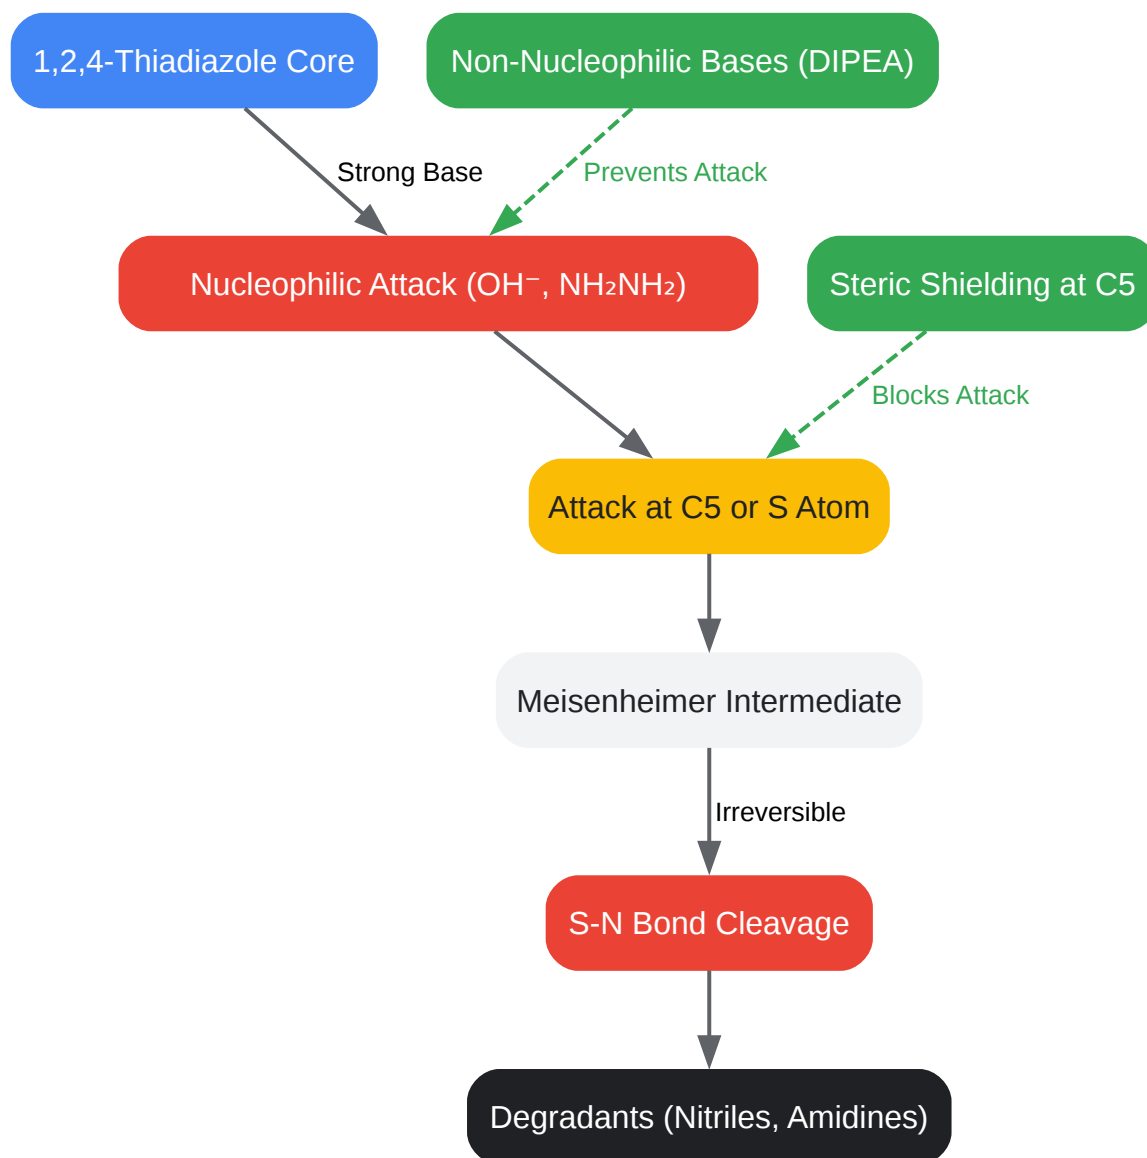 1,2,4-Thiadiazole Core
Non-Nucleophilic Bases (DIPEA)
Strong Base
Prevents Attack
Nucleophilic Attack (OH⁻, NH₂NH₂)
Steric Shielding at C5
Blocks Attack
Attack at C5 or S Atom
Meisenheimer Intermediate
Irreversible
S-N Bond Cleavage
Degradants (Nitriles, Amidines)